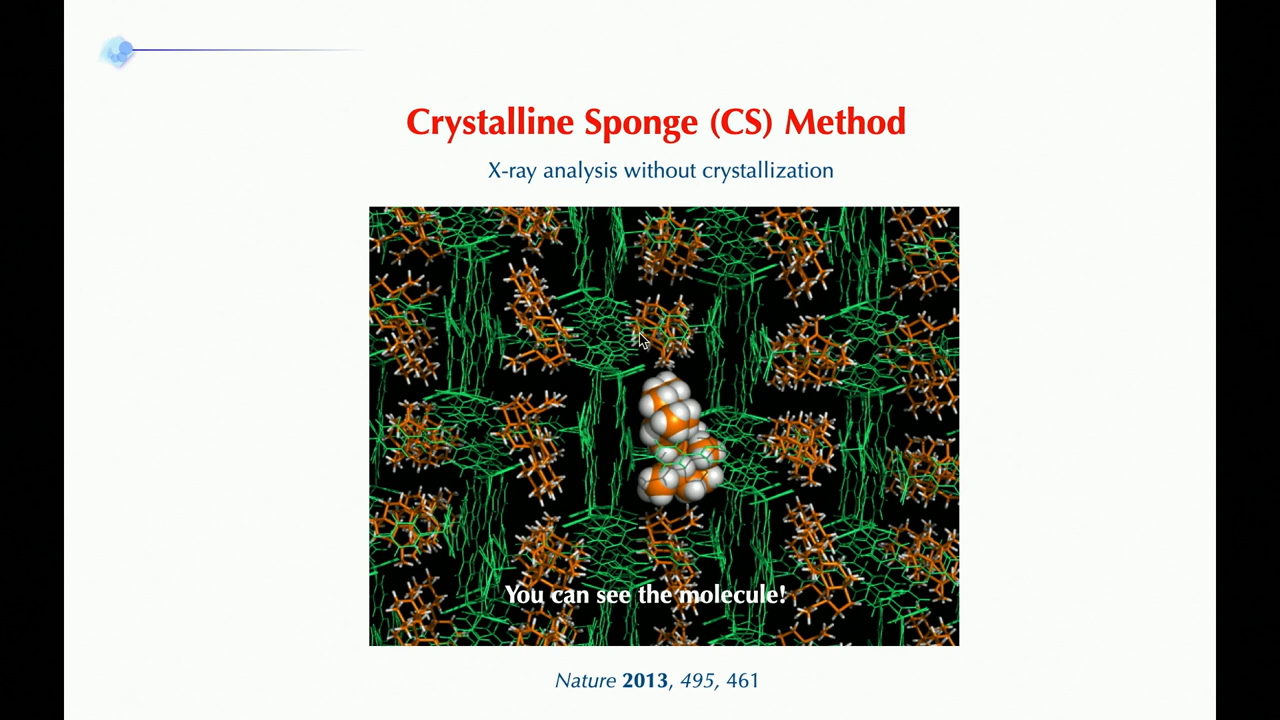 Crystalline Sponge (CS) Method
X-ray analysis without crystallization
You can see the molecule!
Nature 2013, 495, 461